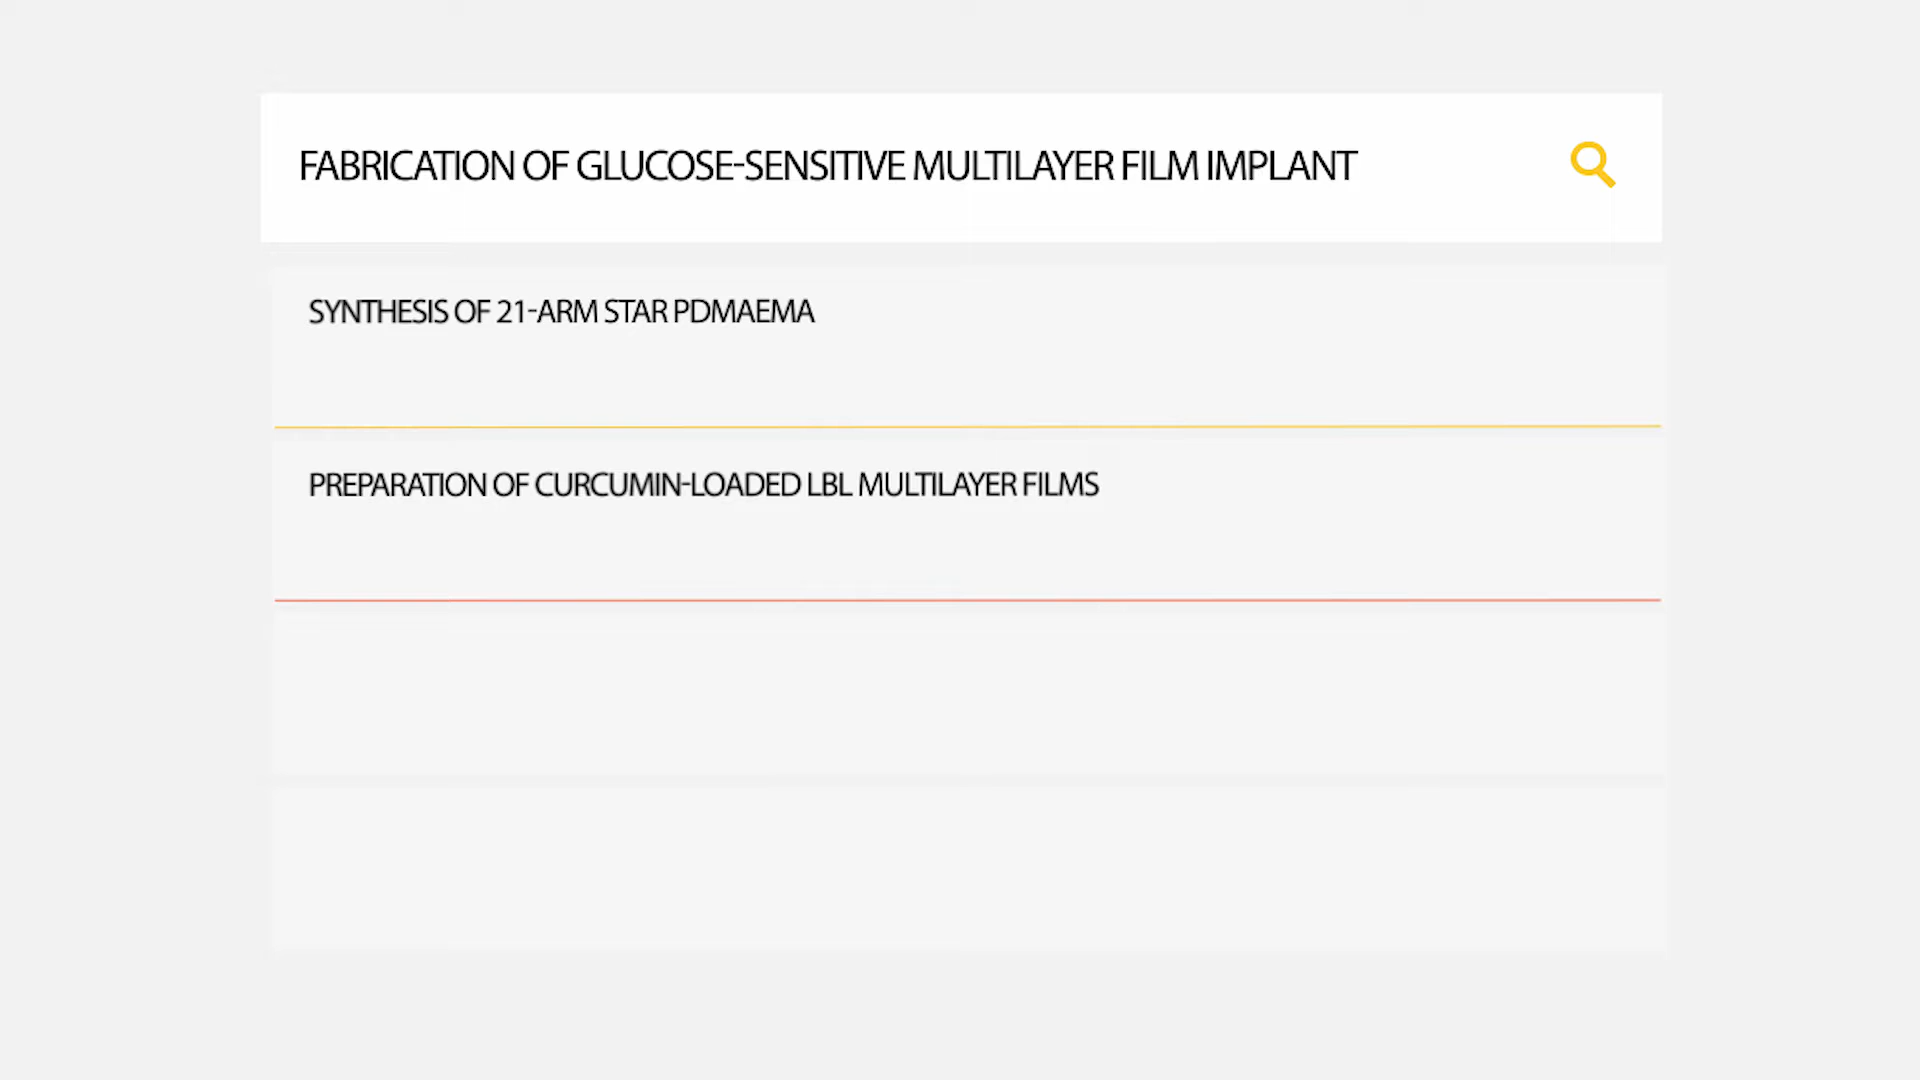 FABRICATION OF GLUCOSE-SENSITIVE MULTILAYER FILM IMPLANT
SYNTHESIS OF 21-ARM STAR PDMAEMA
PREPARATION OF CURCUMIN-LOADED LBL MULTILAYER FILMS